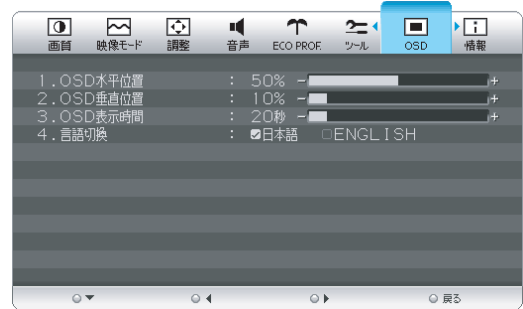 画質 映像モード 調整 音声 ECO PROF. ツール OSD 情報
1.OSD水平位置 : 50% - +
2.OSD垂直位置 : 10% - +
3.OSD表示時間 : 20秒 - +
4.言語切換 : 日本語 ENGLISH
戻る